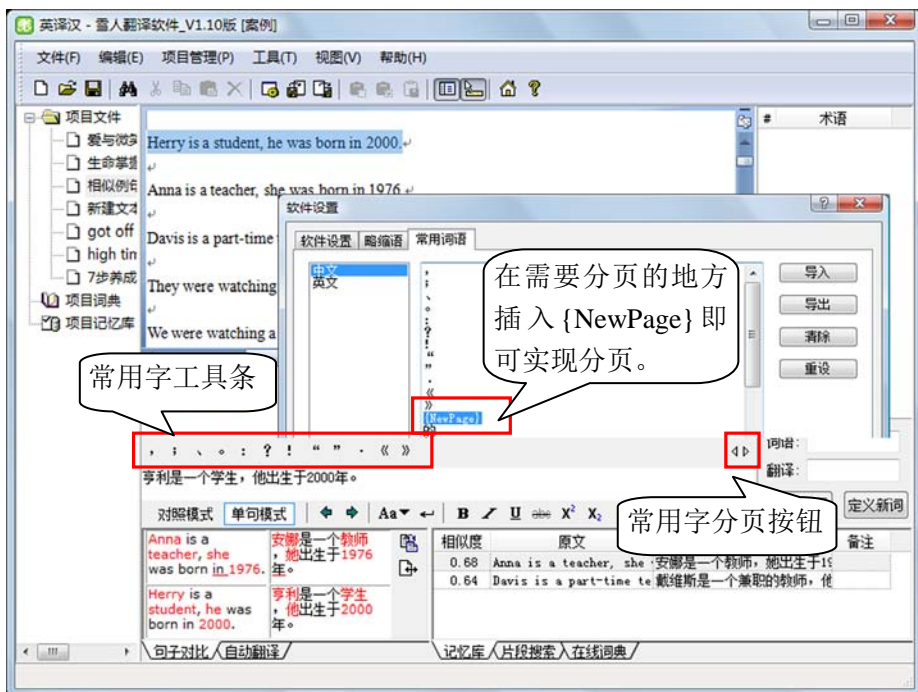 英译汉 - 雪人翻译软件_V1.10版 [案例]
文件(F) 编辑(E) 项目管理(P) 工具(T) 视图(V) 帮助(H)
项目文件
爱与微笑
生命掌握
相似例句
新建文本
got off
high tim
7步养成
项目词典
项目记忆库
Herry is a student, he was born in 2000.
Anna is a teacher, she was born in 1976
Davis is a part-time
They were watching
We were watching a
# 术语
软件设置
软件设置 略缩语 常用词语
中文
英文
,
;
、
。
:
?
!
“
”
·
《
》
{NewPage}
的
导入
导出
清除
重设
在需要分页的地方
插入{NewPage}即
可实现分页。
常用字工具条
, ; 、 。 : ? ! “ ” · 《 》
亨利是一个学生，他出生于2000年。
词语:
翻译:
定义新词
常用字分页按钮
对照模式 单句模式 Aa B I U abc X² X₂
Anna is a
teacher, she
was born in 1976.
安娜是一个教师
，她出生于1976
年。
Herry is a
student, he was
born in 2000.
亨利是一个学生
，他出生于2000
年。
相似度 原文 备注
0.68 Anna is a teacher, she 安娜是一个教师，她出生于19
0.64 Davis is a part-time te 戴维斯是一个兼职的教师，他
句子对比 自动翻译
记忆库 片段搜索 在线词典